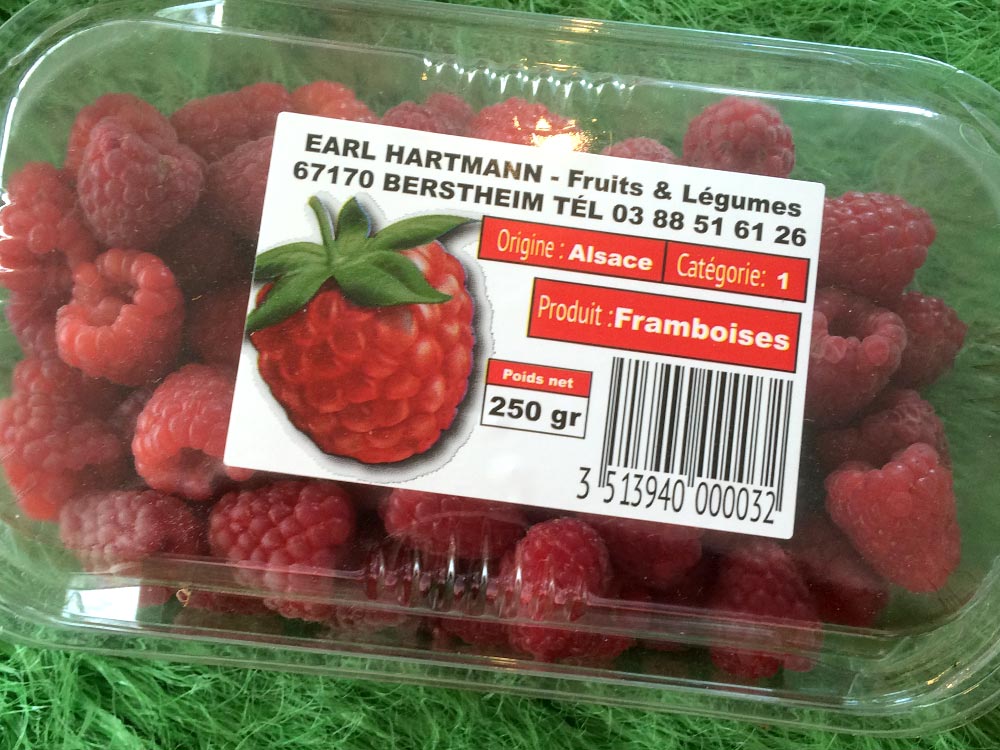 EARL HARTMANN - Fruits & Légumes
67170 BERSTHEIM TÉL 03 88 51 61 26
Origine : Alsace Catégorie: 1
Produit :Framboises
Poids net
250 gr
3 513940 000032